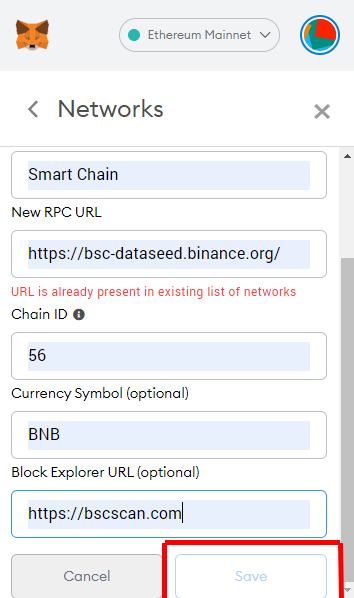 Ethereum Mainnet
Networks
Smart Chain
New RPC URL
https://bsc-dataseed.binance.org/
URL is already present in existing list of networks
Chain ID
56
Currency Symbol (optional)
BNB
Block Explorer URL (optional)
https://bscscan.com
Cancel
Save